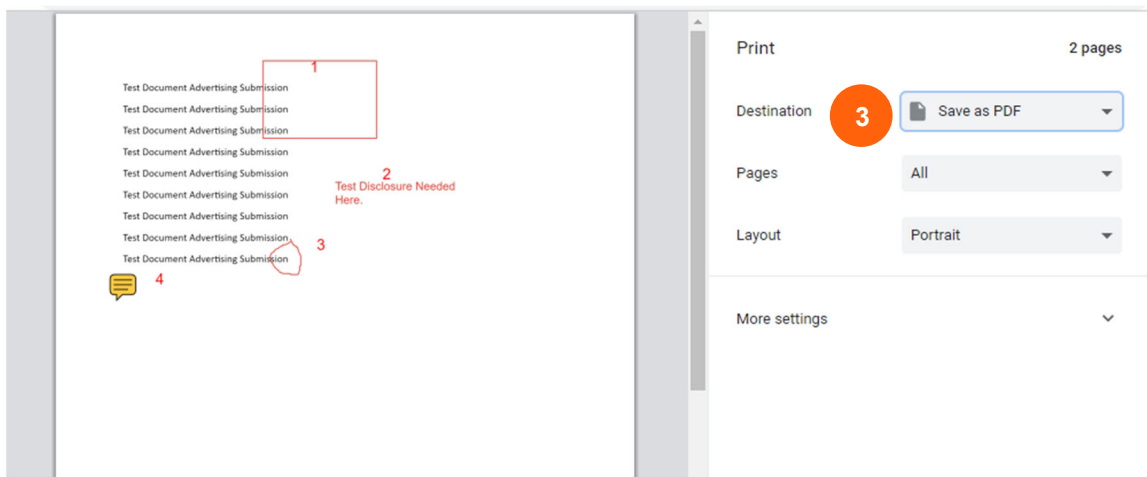 1
Test Document Advertising Submission
Test Document Advertising Submission
Test Document Advertising Submission
Test Document Advertising Submission
Test Document Advertising Submission
Test Document Advertising Submission
Test Document Advertising Submission
Test Document Advertising Submission
Test Document Advertising Submission
2
Test Disclosure Needed
Here.
3
4
Print 2 pages
Destination 3 Save as PDF
Pages All
Layout Portrait
More settings